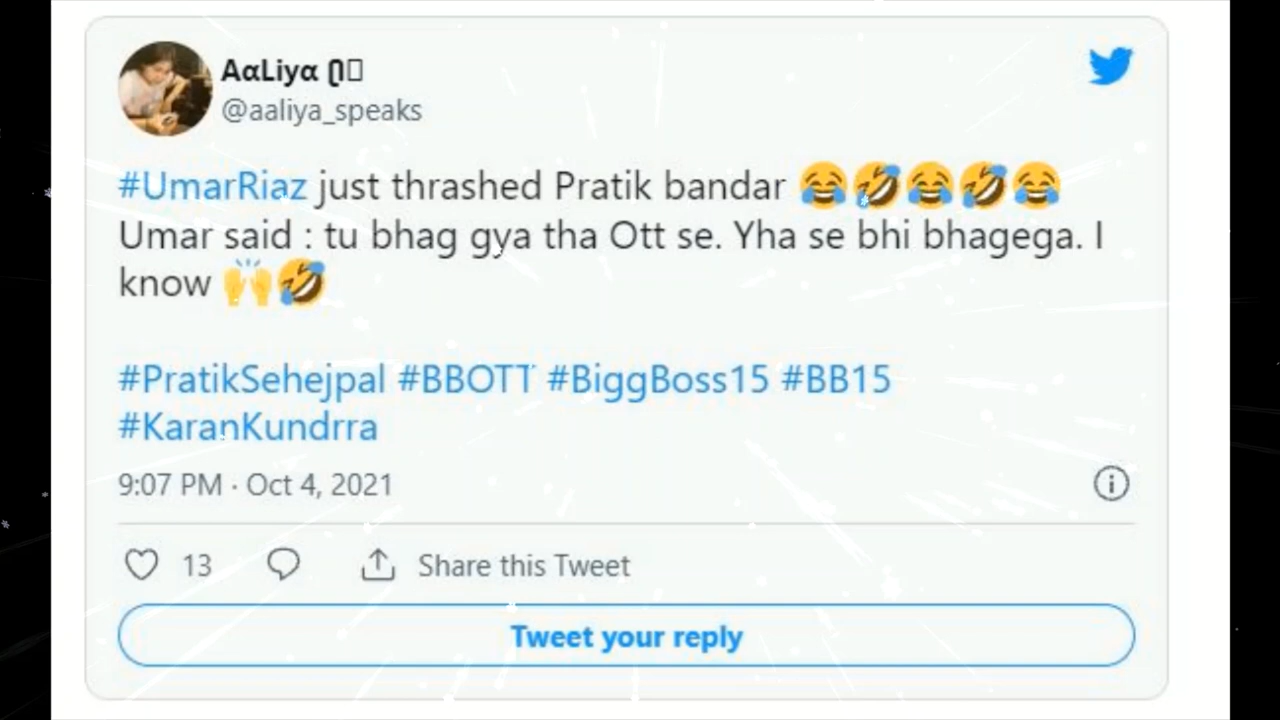 AαLiyα
@aaliya_speaks
#UmarRiaz just thrashed Pratik bandar 😂🤣😂🤣😂
Umar said : tu bhag gya tha Ott se. Yha se bhi bhagega. I
know 🙌🤣
#PratikSehejpal #BBOTT #BiggBoss15 #BB15
#KaranKundrra
9:07 PM · Oct 4, 2021
13
Share this Tweet
Tweet your reply